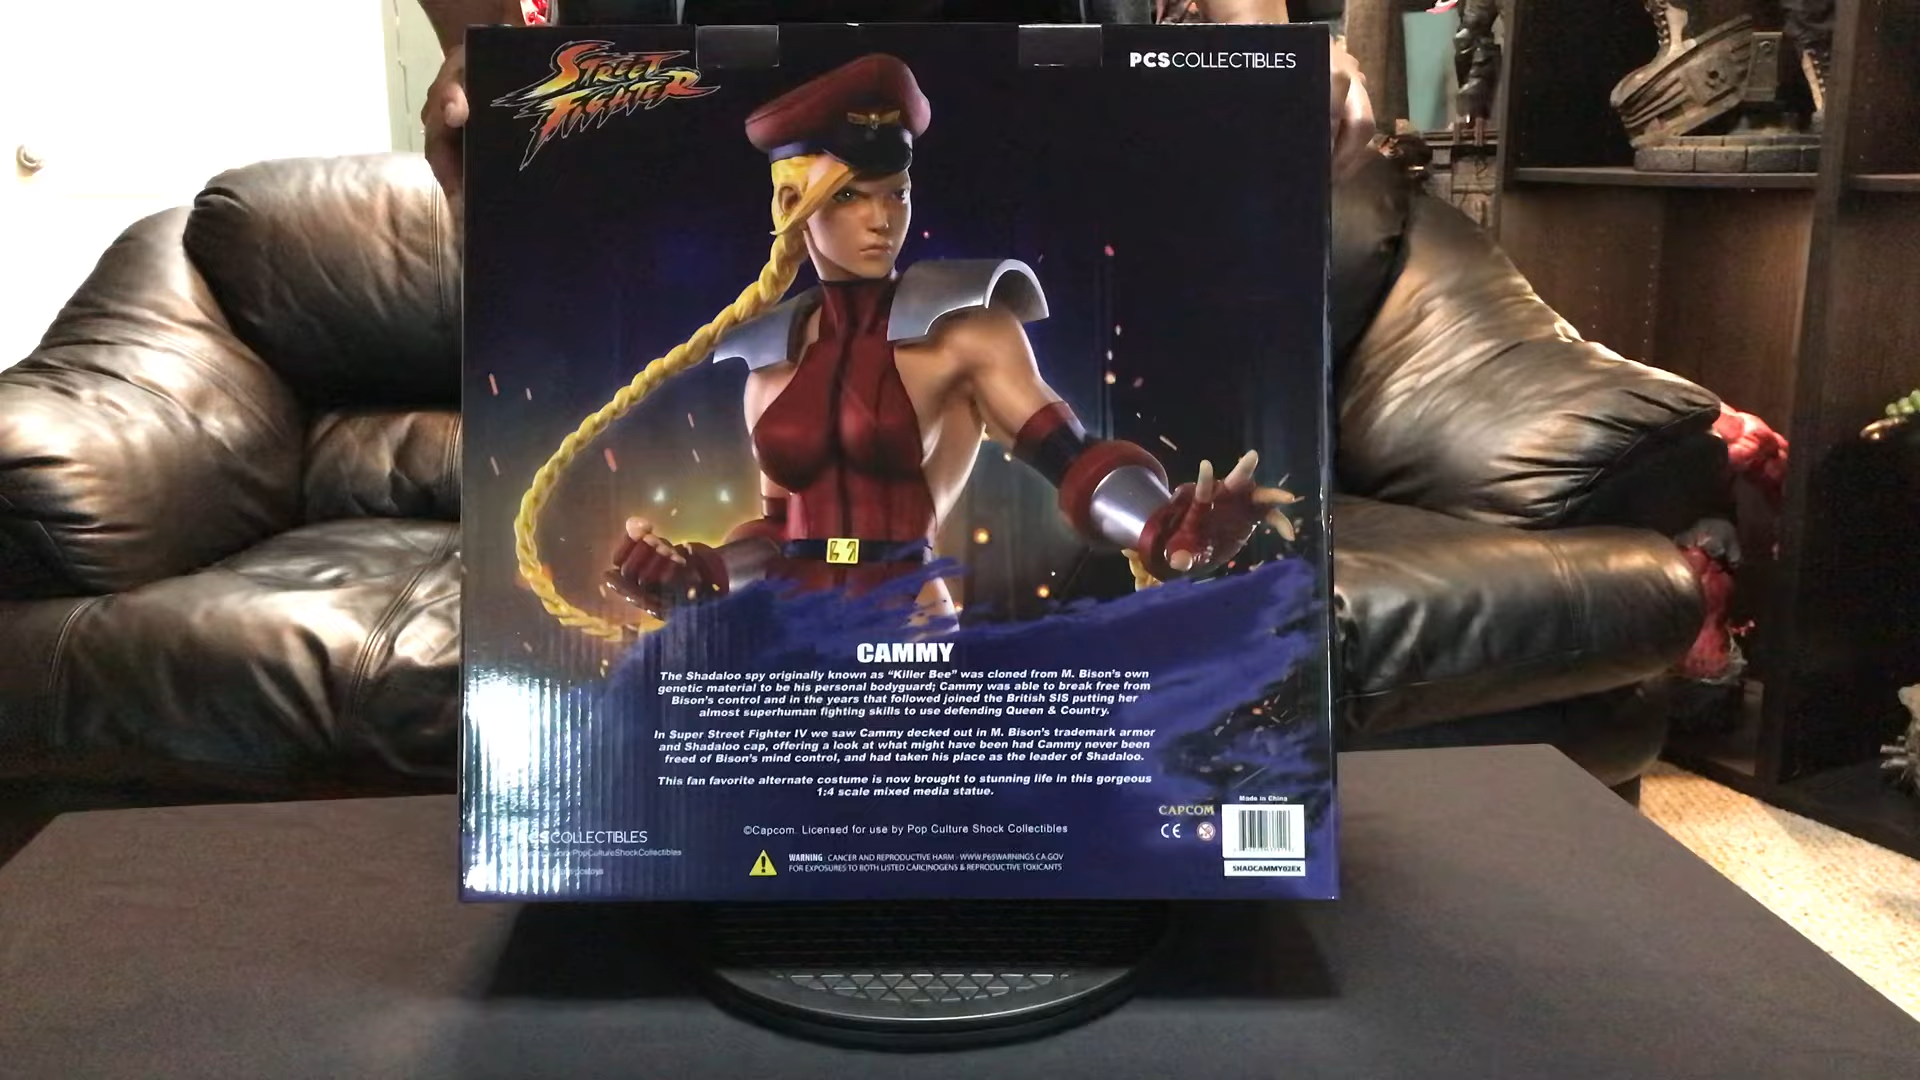 STREET
FIGHTER
PCSCOLLECTIBLES
CAMMY
The Shadaloo spy originally known as “Killer Bee” was cloned from M. Bison’s own
genetic material to be his personal bodyguard; Cammy was able to break free from
Bison’s control and in the years that followed joined the British SIS putting her
almost superhuman fighting skills to use defending Queen & Country.
In Super Street Fighter IV we saw Cammy decked out in M. Bison’s trademark armor
and Shadaloo cap, offering a look at what might have been had Cammy never been
freed of Bison’s mind control, and had taken his place as the leader of Shadaloo.
This fan favorite alternate costume is now brought to stunning life in this gorgeous
1:4 scale mixed media statue.
Made in China
CAPCOM
CE
SHADCAMMY02EX
©Capcom. Licensed for use by Pop Culture Shock Collectibles
COLLECTIBLES
/PopCultureShockCollectibles
WARNING CANCER AND REPRODUCTIVE HARM - WWW.P65WARNINGS.CA.GOV
FOR EXPOSURES TO BOTH LISTED CARCINOGENS & REPRODUCTIVE TOXICANTS